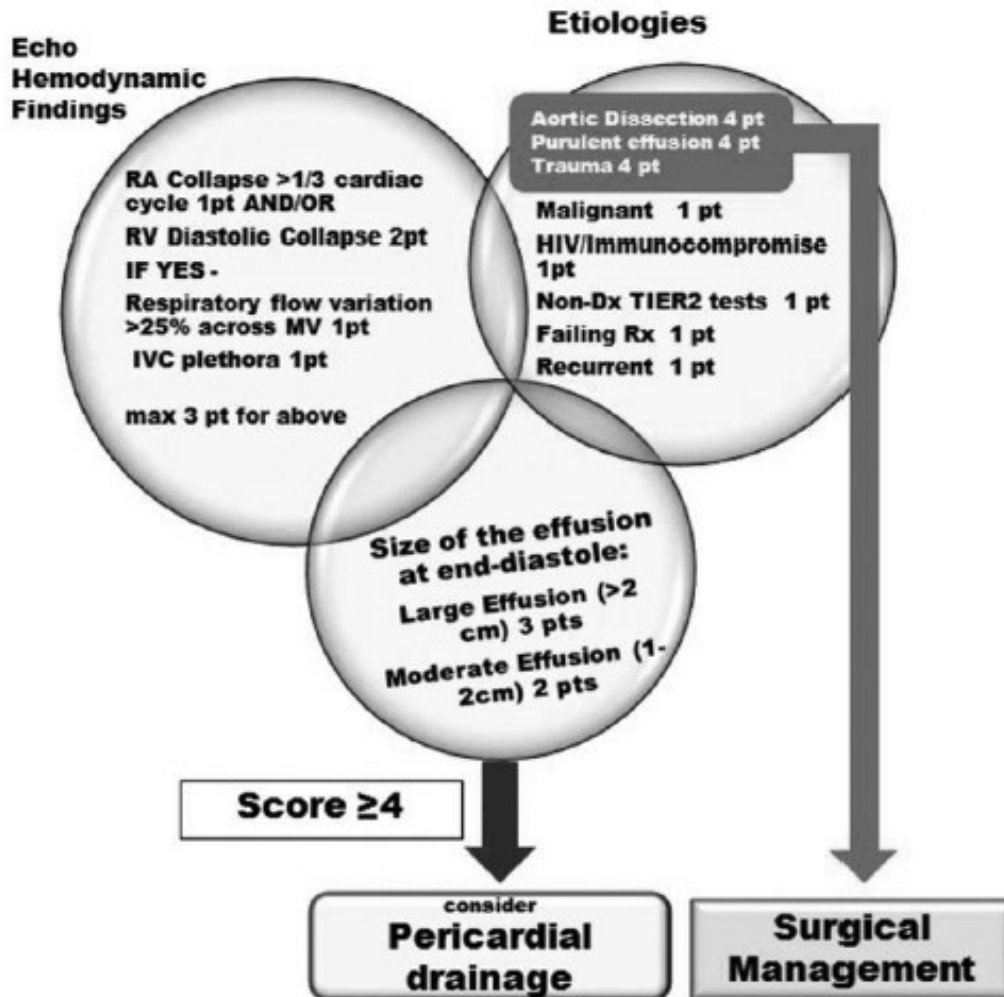 Echo
Hemodynamic
Findings
RA Collapse >1/3 cardiac
cycle 1pt AND/OR
RV Diastolic Collapse 2pt
IF YES -
Respiratory flow variation
>25% across MV 1pt
IVC plethora 1pt
max 3 pt for above
Etiologies
Aortic Dissection 4 pt
Purulent effusion 4 pt
Trauma 4 pt
Malignant 1 pt
HIV/Immunocompromise
1pt
Non-Dx TIER2 tests 1 pt
Failing Rx 1 pt
Recurrent 1 pt
Size of the effusion
at end-diastole:
Large Effusion (>2
cm) 3 pts
Moderate Effusion (1-
2cm) 2 pts
Score ≥4
consider
Pericardial
drainage
Surgical
Management